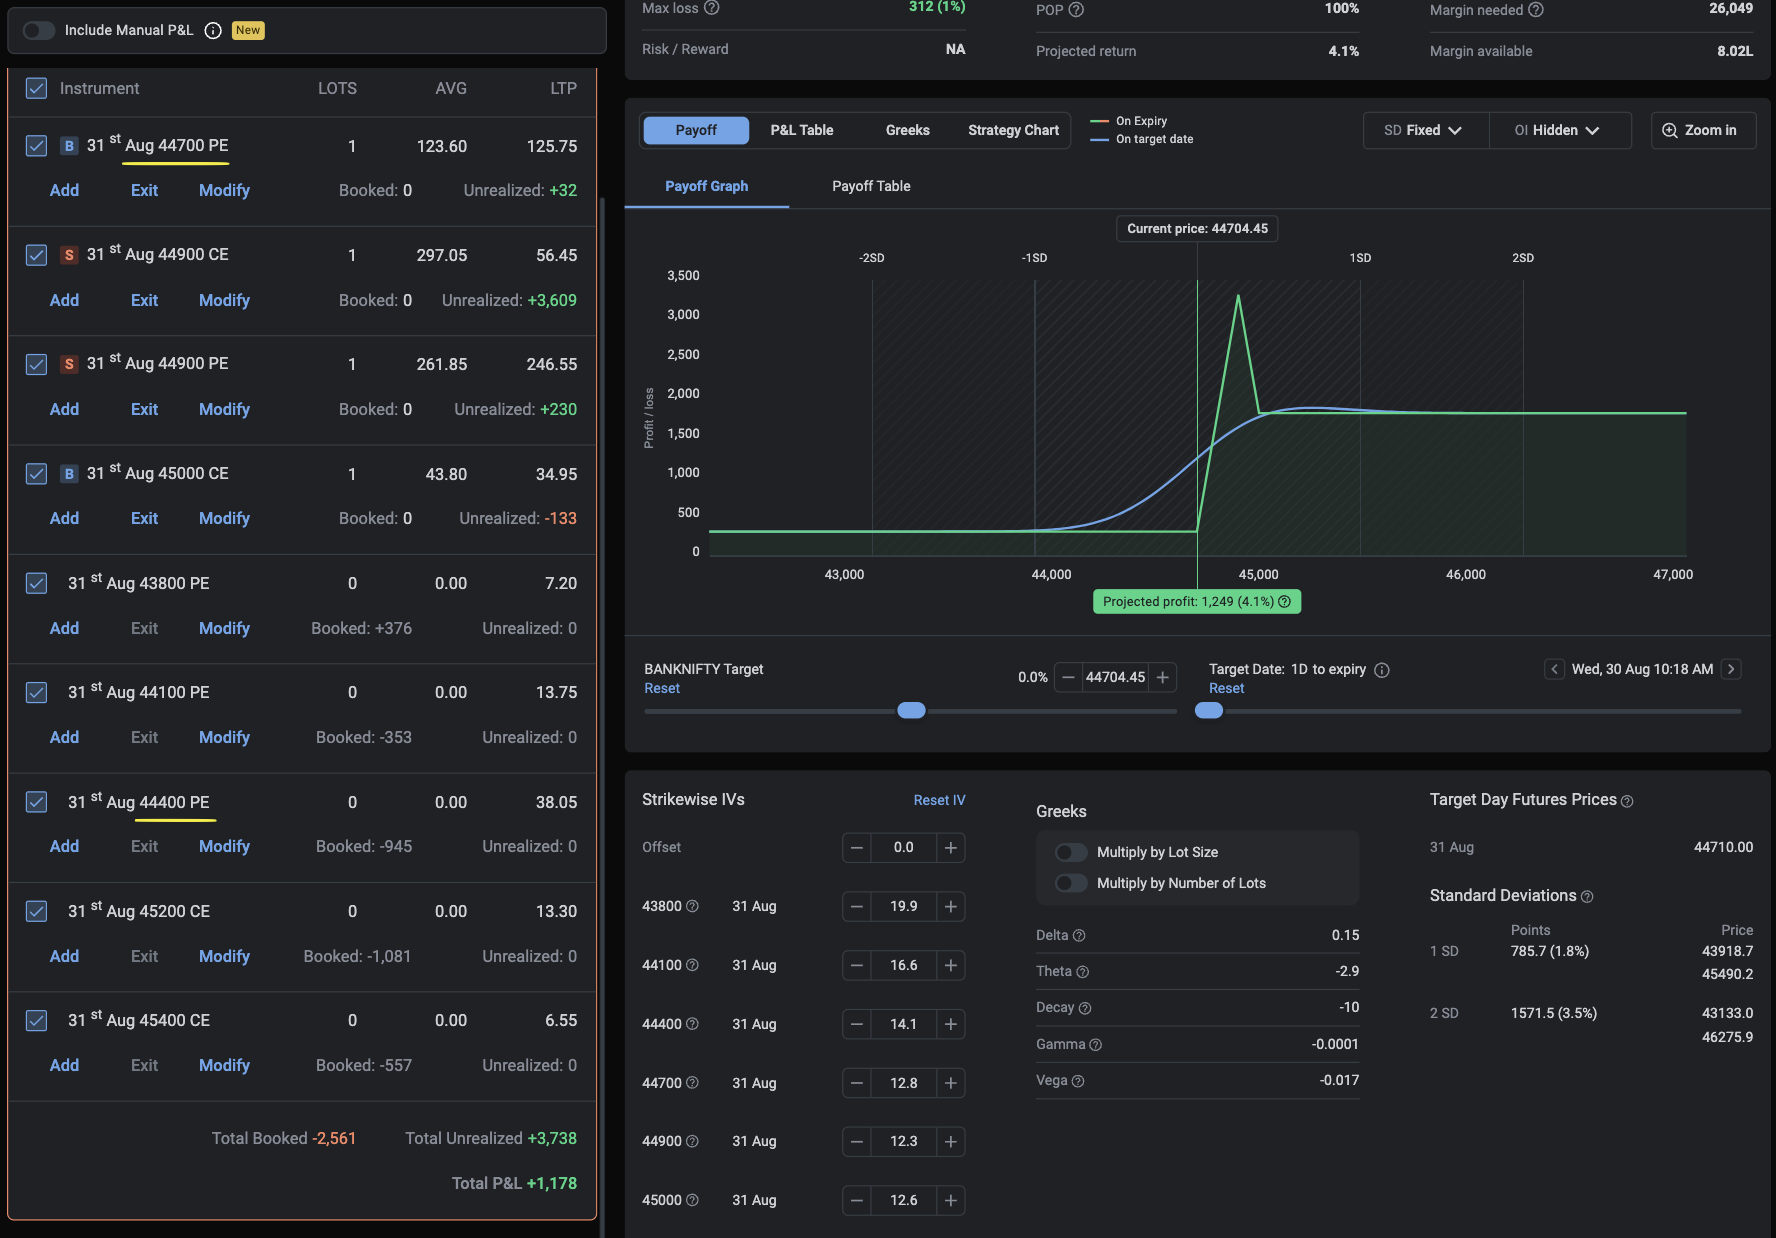 Include Manual P&L New
Instrument LOTS AVG LTP
B 31 st Aug 44700 PE 1 123.60 125.75
Add Exit Modify Booked: 0 Unrealized: +32
S 31 st Aug 44900 CE 1 297.05 56.45
Add Exit Modify Booked: 0 Unrealized: +3,609
S 31 st Aug 44900 PE 1 261.85 246.55
Add Exit Modify Booked: 0 Unrealized: +230
B 31 st Aug 45000 CE 1 43.80 34.95
Add Exit Modify Booked: 0 Unrealized: -133
31 st Aug 43800 PE 0 0.00 7.20
Add Exit Modify Booked: +376 Unrealized: 0
31 st Aug 44100 PE 0 0.00 13.75
Add Exit Modify Booked: -353 Unrealized: 0
31 st Aug 44400 PE 0 0.00 38.05
Add Exit Modify Booked: -945 Unrealized: 0
31 st Aug 45200 CE 0 0.00 13.30
Add Exit Modify Booked: -1,081 Unrealized: 0
31 st Aug 45400 CE 0 0.00 6.55
Add Exit Modify Booked: -557 Unrealized: 0
Total Booked -2,561 Total Unrealized +3,738
Total P&L +1,178
Max loss 312 (1%) POP 100% Margin needed 26,049
Risk / Reward NA Projected return 4.1% Margin available 8.02L
Payoff P&L Table Greeks Strategy Chart
On Expiry
On target date
SD Fixed OI Hidden Zoom in
Payoff Graph Payoff Table
Current price: 44704.45
-2SD -1SD 1SD 2SD
3,500
3,000
2,500
2,000
1,500
1,000
500
0
Profit / loss
43,000 44,000 45,000 46,000 47,000
Projected profit: 1,249 (4.1%)
BANKNIFTY Target 0.0% 44704.45
Reset
Target Date: 1D to expiry Wed, 30 Aug 10:18 AM
Reset
Strikewise IVs Reset IV
Offset 0.0
43800 31 Aug 19.9
44100 31 Aug 16.6
44400 31 Aug 14.1
44700 31 Aug 12.8
44900 31 Aug 12.3
45000 31 Aug 12.6
Greeks
Multiply by Lot Size
Multiply by Number of Lots
Delta 0.15
Theta -2.9
Decay -10
Gamma -0.0001
Vega -0.017
Target Day Futures Prices
31 Aug 44710.00
Standard Deviations
Points Price
1 SD 785.7 (1.8%) 43918.7
45490.2
2 SD 1571.5 (3.5%) 43133.0
46275.9